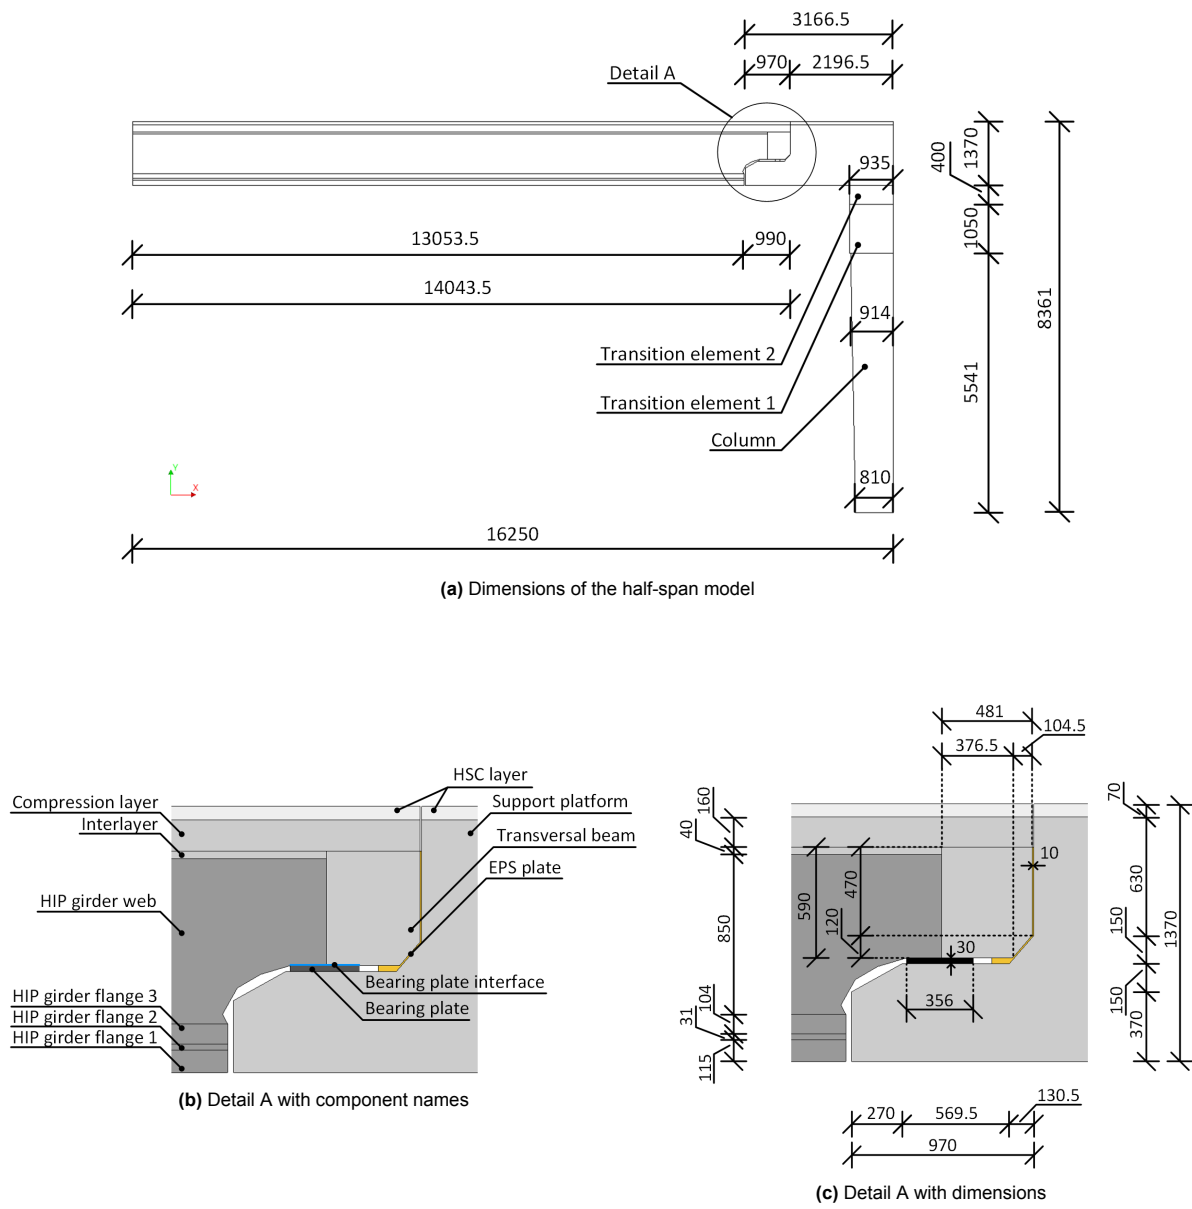 3166.5
970
2196.5
Detail A
935
400
1370
1050
13053.5
990
14043.5
914
8361
Transition element 2
Transition element 1
5541
Column
Y
X
810
16250
(a) Dimensions of the half-span model
HSC layer
Compression layer
Support platform
Interlayer
Transversal beam
EPS plate
HIP girder web
Bearing plate interface
HIP girder flange 3
Bearing plate
HIP girder flange 2
HIP girder flange 1
(b) Detail A with component names
481
104.5
376.5
160
70
40
10
470
590
630
850
120
150
1370
30
104
356
150
31
370
115
130.5
270
569.5
970
(c) Detail A with dimensions